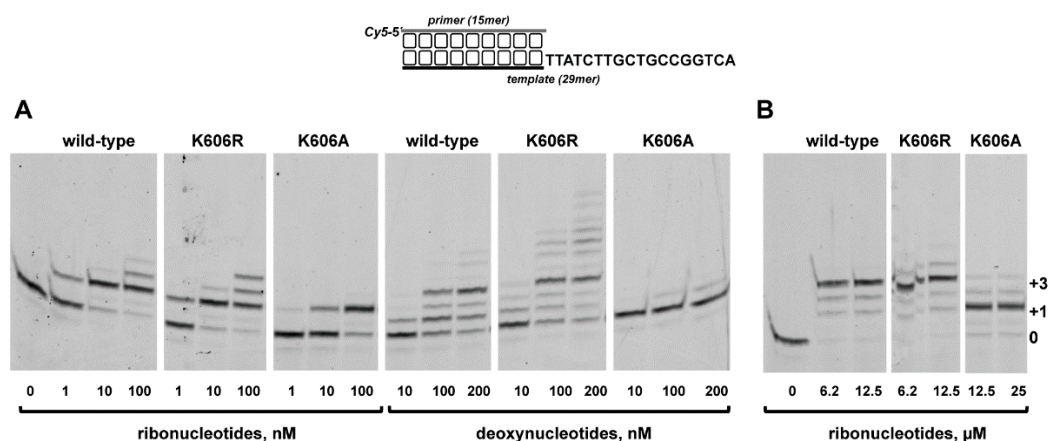 primer (15mer)
Cy5-5'
TTATCTTGCTGCCGGTCA
template (29mer)
A
wild-type K606R K606A wild-type K606R K606A
0 1 10 100 1 10 100 1 10 100 10 100 200 10 100 200 10 100 200
ribonucleotides, nM deoxynucleotides, nM
B
wild-type K606R K606A
+3
+1
0
0 6.2 12.5 6.2 12.5 12.5 25
ribonucleotides, µM